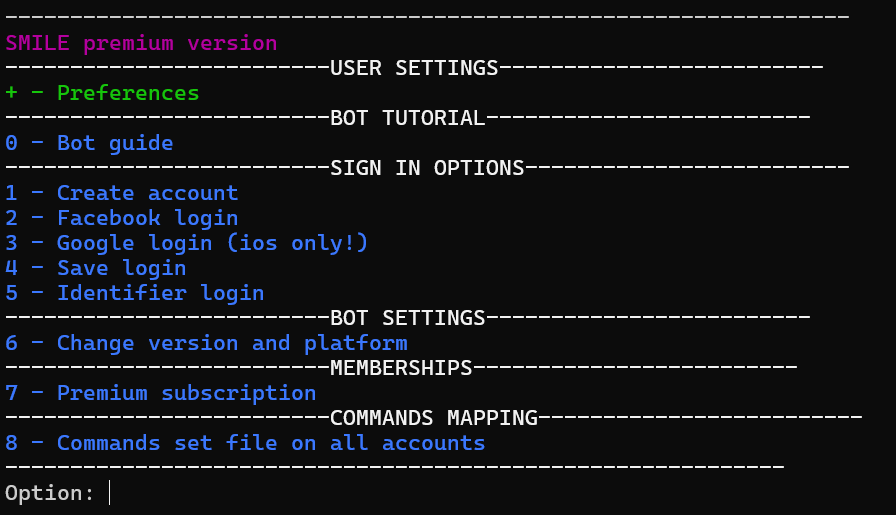 -----------------------------------------------------------------
SMILE premium version
-------------------------USER SETTINGS-------------------------
+ - Preferences
-------------------------BOT TUTORIAL-------------------------
0 - Bot guide
-------------------------SIGN IN OPTIONS-------------------------
1 - Create account
2 - Facebook login
3 - Google login (ios only!)
4 - Save login
5 - Identifier login
-------------------------BOT SETTINGS-------------------------
6 - Change version and platform
-------------------------MEMBERSHIPS-------------------------
7 - Premium subscription
-------------------------COMMANDS MAPPING-------------------------
8 - Commands set file on all accounts
------------------------------------------------------------
Option: